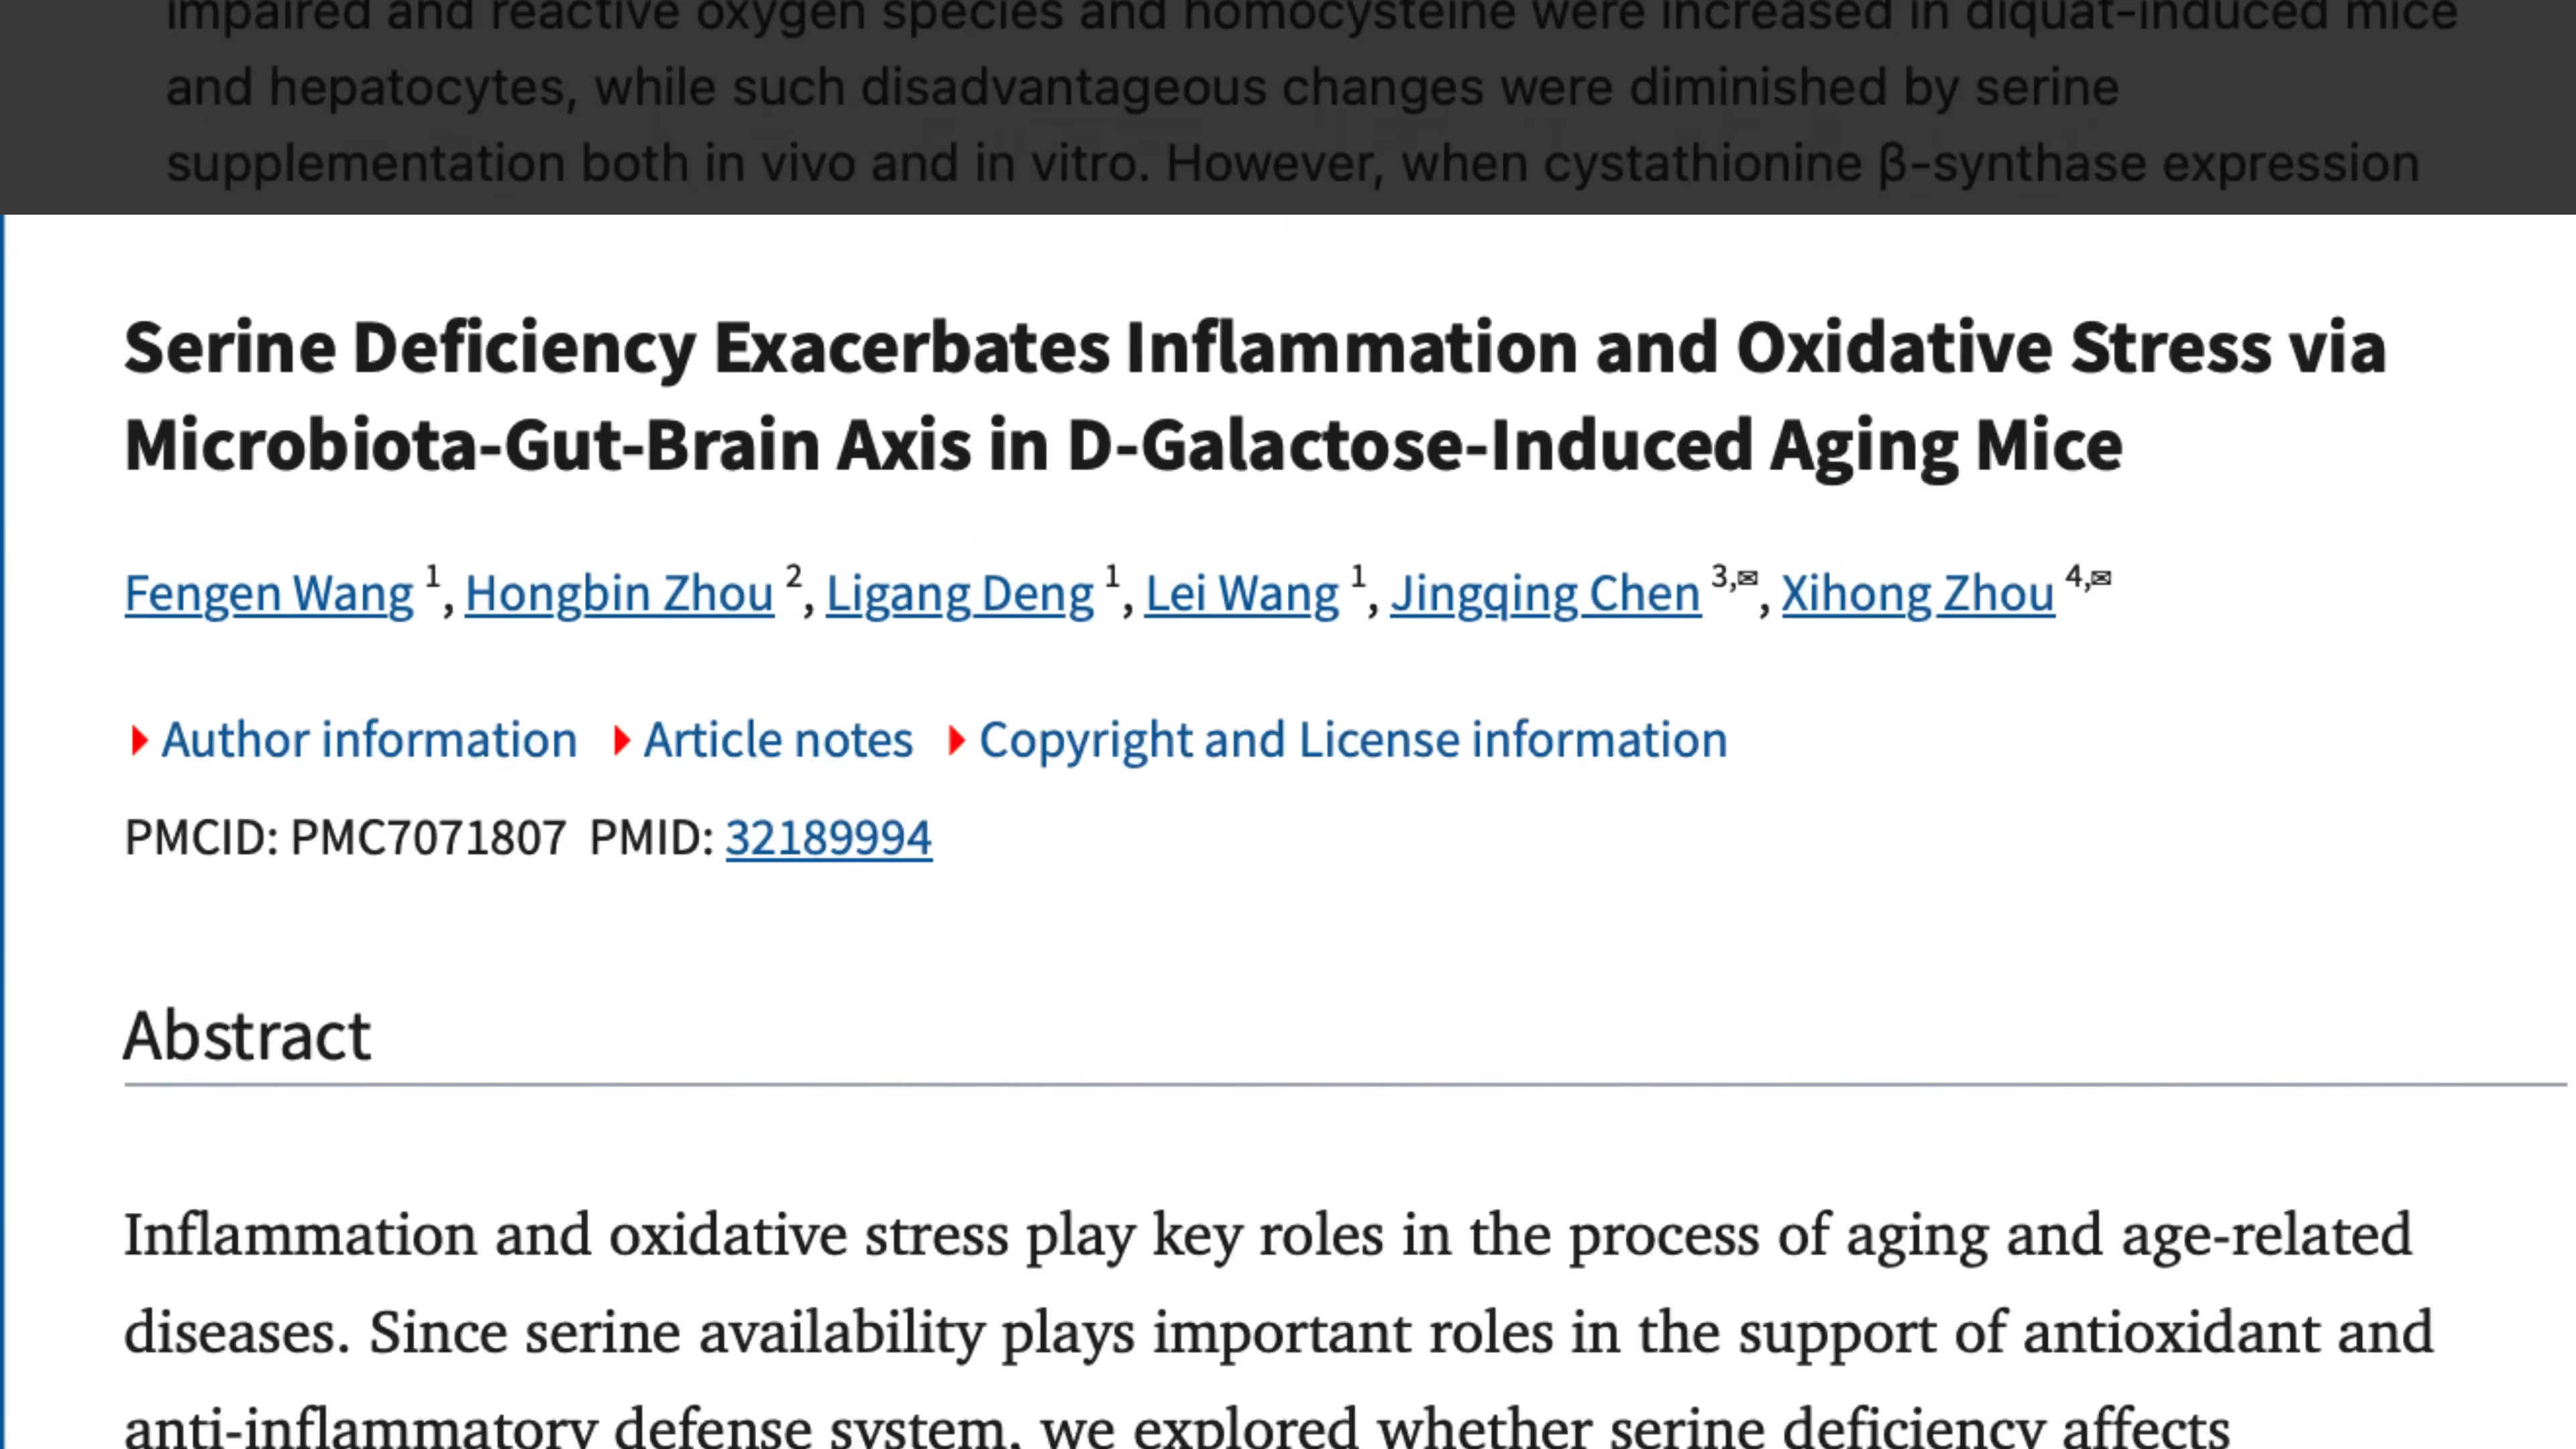 impaired and reactive oxygen species and homocysteine were increased in diquat-induced mice
and hepatocytes, while such disadvantageous changes were diminished by serine
supplementation both in vivo and in vitro. However, when cystathionine β-synthase expression
Serine Deficiency Exacerbates Inflammation and Oxidative Stress via
Microbiota-Gut-Brain Axis in D-Galactose-Induced Aging Mice
Fengen Wang 1, Hongbin Zhou 2, Ligang Deng 1, Lei Wang 1, Jingqing Chen 3,✉, Xihong Zhou 4,✉
Author information Article notes Copyright and License information
PMCID: PMC7071807 PMID: 32189994
Abstract
Inflammation and oxidative stress play key roles in the process of aging and age-related
diseases. Since serine availability plays important roles in the support of antioxidant and
anti-inflammatory defense system, we explored whether serine deficiency affects